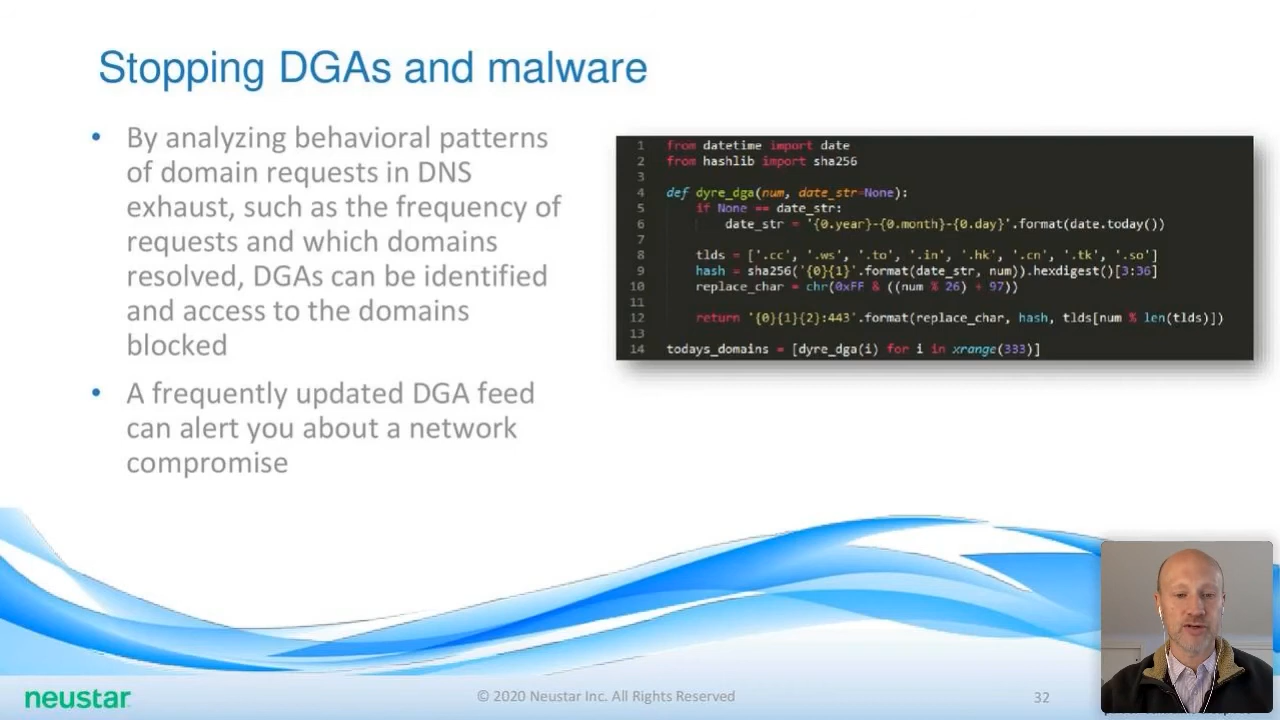 Stopping DGAs and malware
• By analyzing behavioral patterns
of domain requests in DNS
exhaust, such as the frequency of
requests and which domains
resolved, DGAs can be identified
and access to the domains
blocked
• A frequently updated DGA feed
can alert you about a network
compromise
1 from datetime import date
2 from hashlib import sha256
3
4 def dyre_dga(num, date_str=None):
5 if None == date_str:
6 date_str = '{0.year}-{0.month}-{0.day}'.format(date.today())
7
8 tlds = ['.cc', '.ws', '.to', '.in', '.hk', '.cn', '.tk', '.so']
9 hash = sha256('{0}{1}'.format(date_str, num)).hexdigest()[3:36]
10 replace_char = chr(0xFF & ((num % 26) + 97))
11
12 return '{0}{1}{2}:443'.format(replace_char, hash, tlds[num % len(tlds)])
13
14 todays_domains = [dyre_dga(i) for i in xrange(333)]
neustar
© 2020 Neustar Inc. All Rights Reserved
32